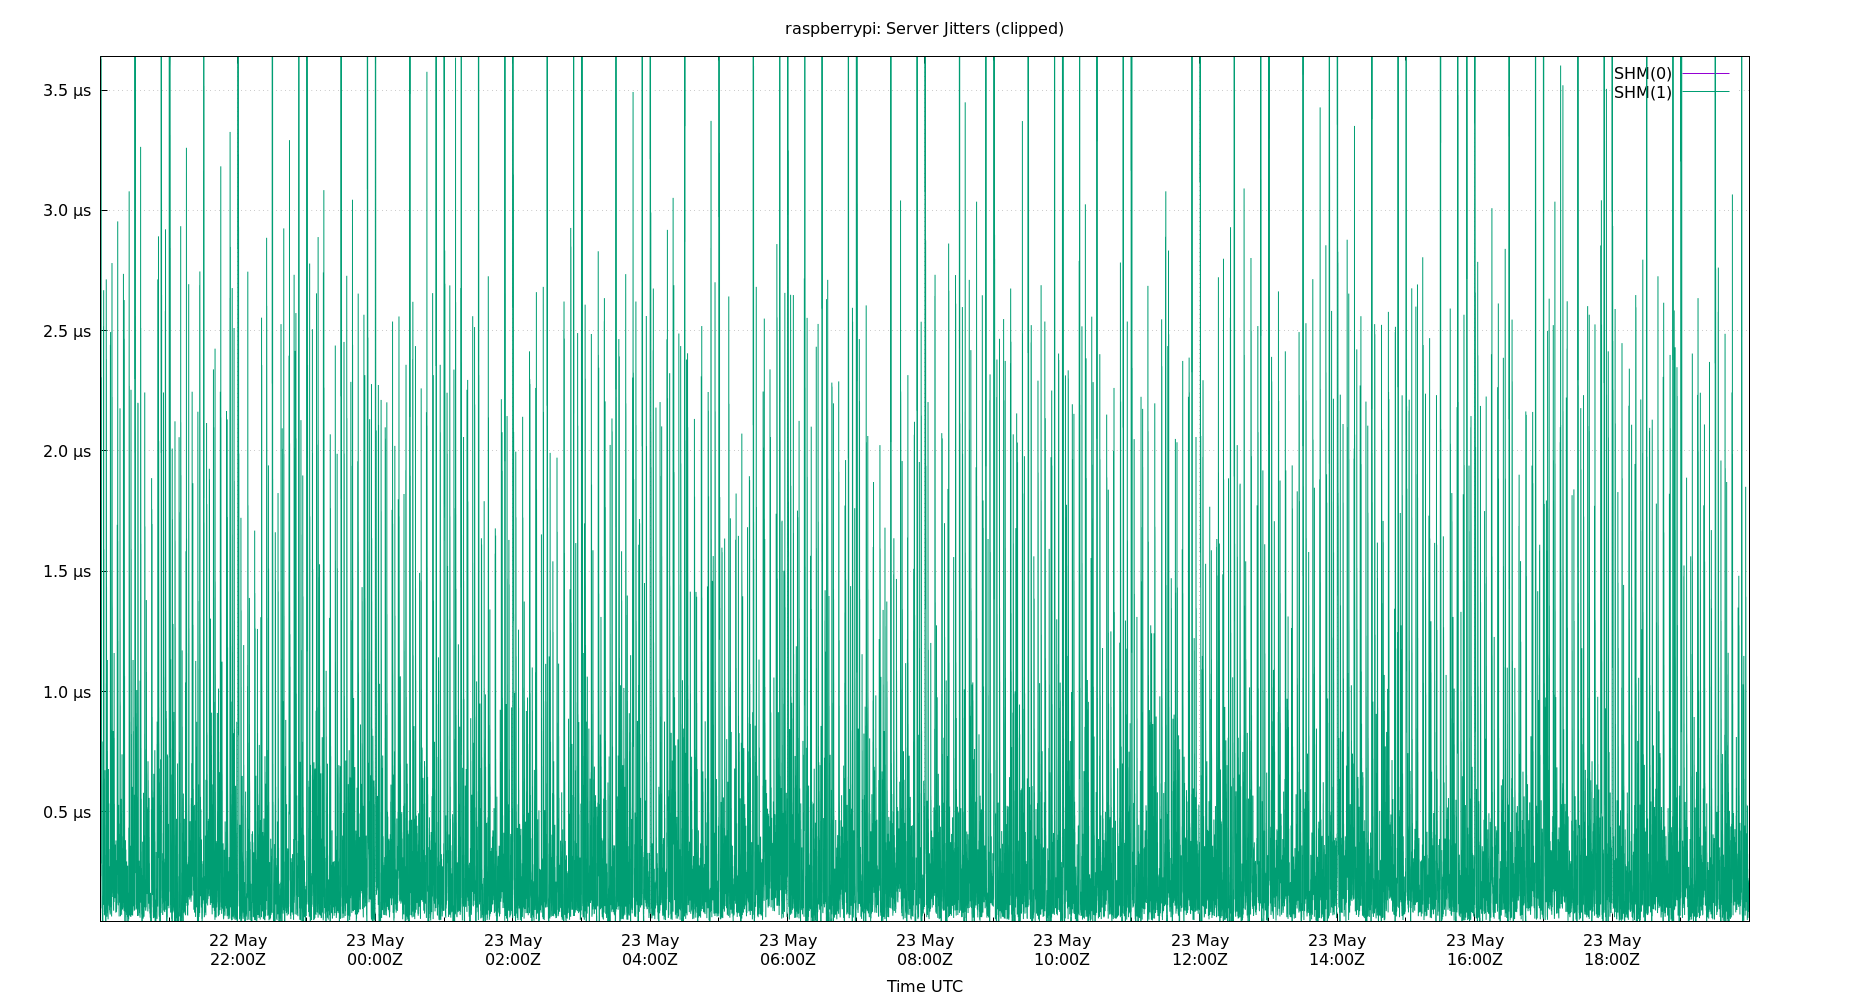 raspberrypi: Server Jitters (clipped)
SHM(0)
SHM(1)
3.5 µs
3.0 µs
2.5 µs
2.0 µs
1.5 µs
1.0 µs
0.5 µs
22 May 23 May 23 May 23 May 23 May 23 May 23 May 23 May 23 May 23 May 23 May
22:00Z 00:00Z 02:00Z 04:00Z 06:00Z 08:00Z 10:00Z 12:00Z 14:00Z 16:00Z 18:00Z
Time UTC